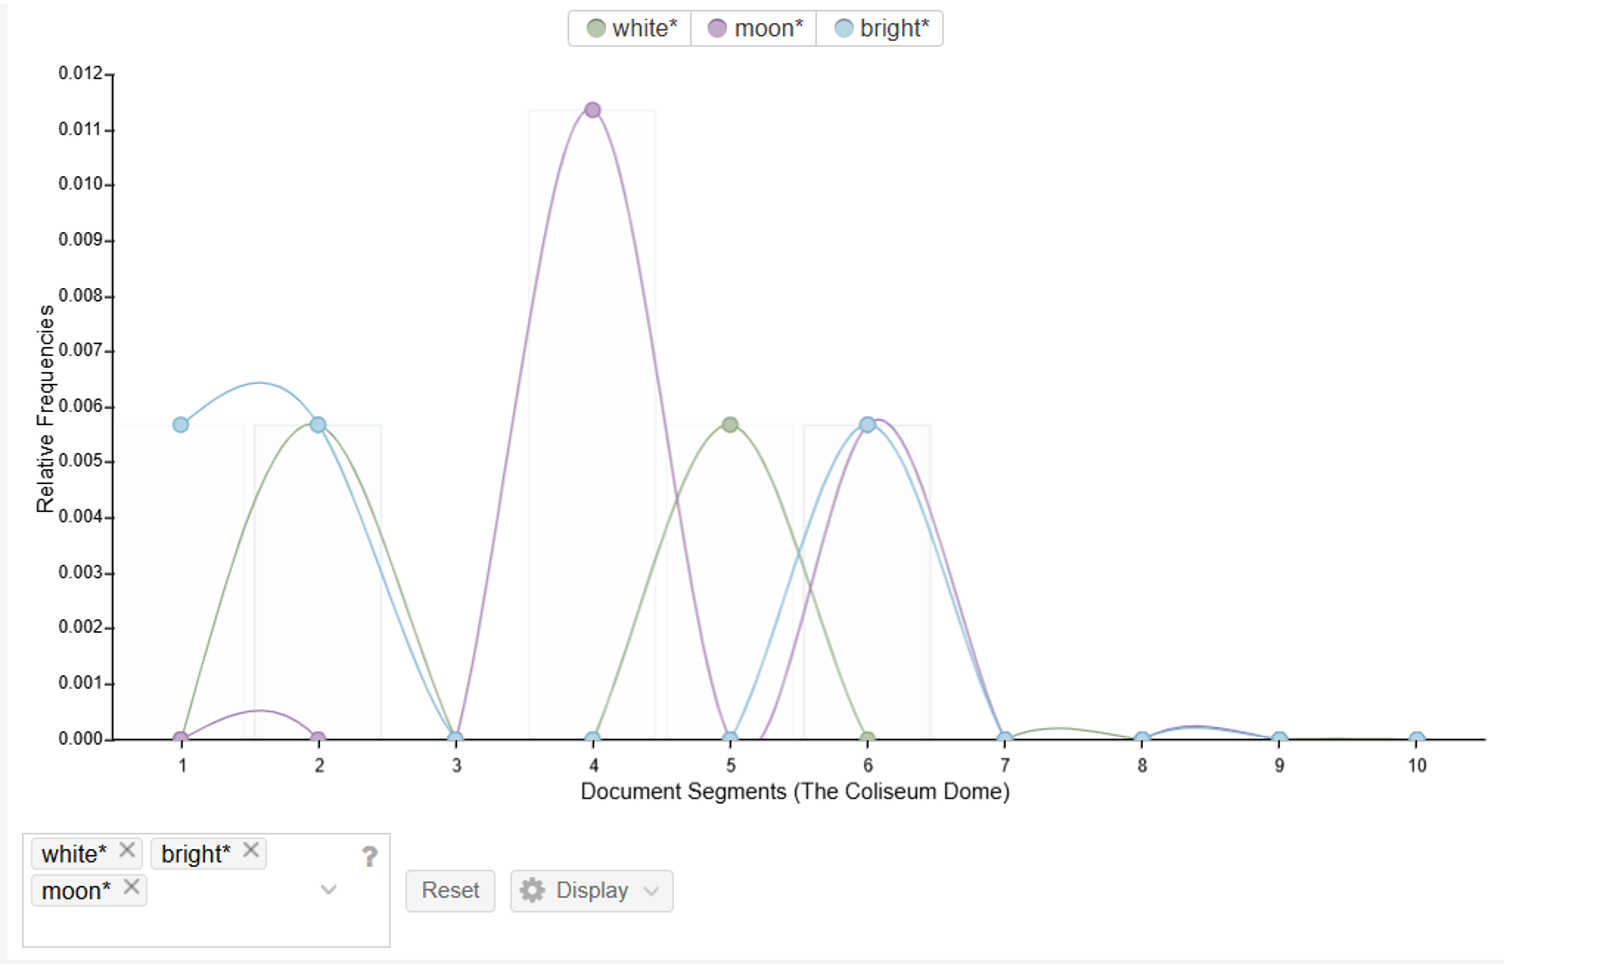 white* moon* bright*
0.012
0.011
0.010
0.009
0.008
0.007
0.006
0.005
0.004
0.003
0.002
0.001
0.000
Relative Frequencies
1 2 3 4 5 6 7 8 9 10
Document Segments (The Coliseum Dome)
white* × bright* × ?
moon* ×
Reset Display